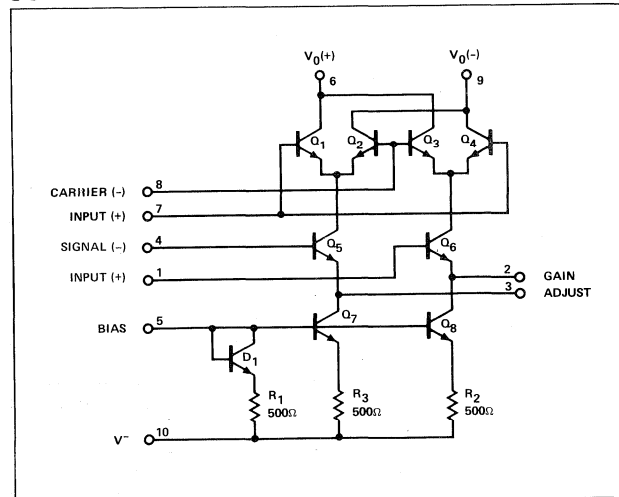 V0(+) V0(-)
6 9
Q1 Q2 Q3 Q4
CARRIER (-) 8
INPUT (+) 7
SIGNAL (-) 4
Q5 Q6
INPUT (+) 1
2 GAIN
3 ADJUST
BIAS 5
Q7 Q8
D1
R1 500Ω
R3 500Ω
R2 500Ω
V- 10